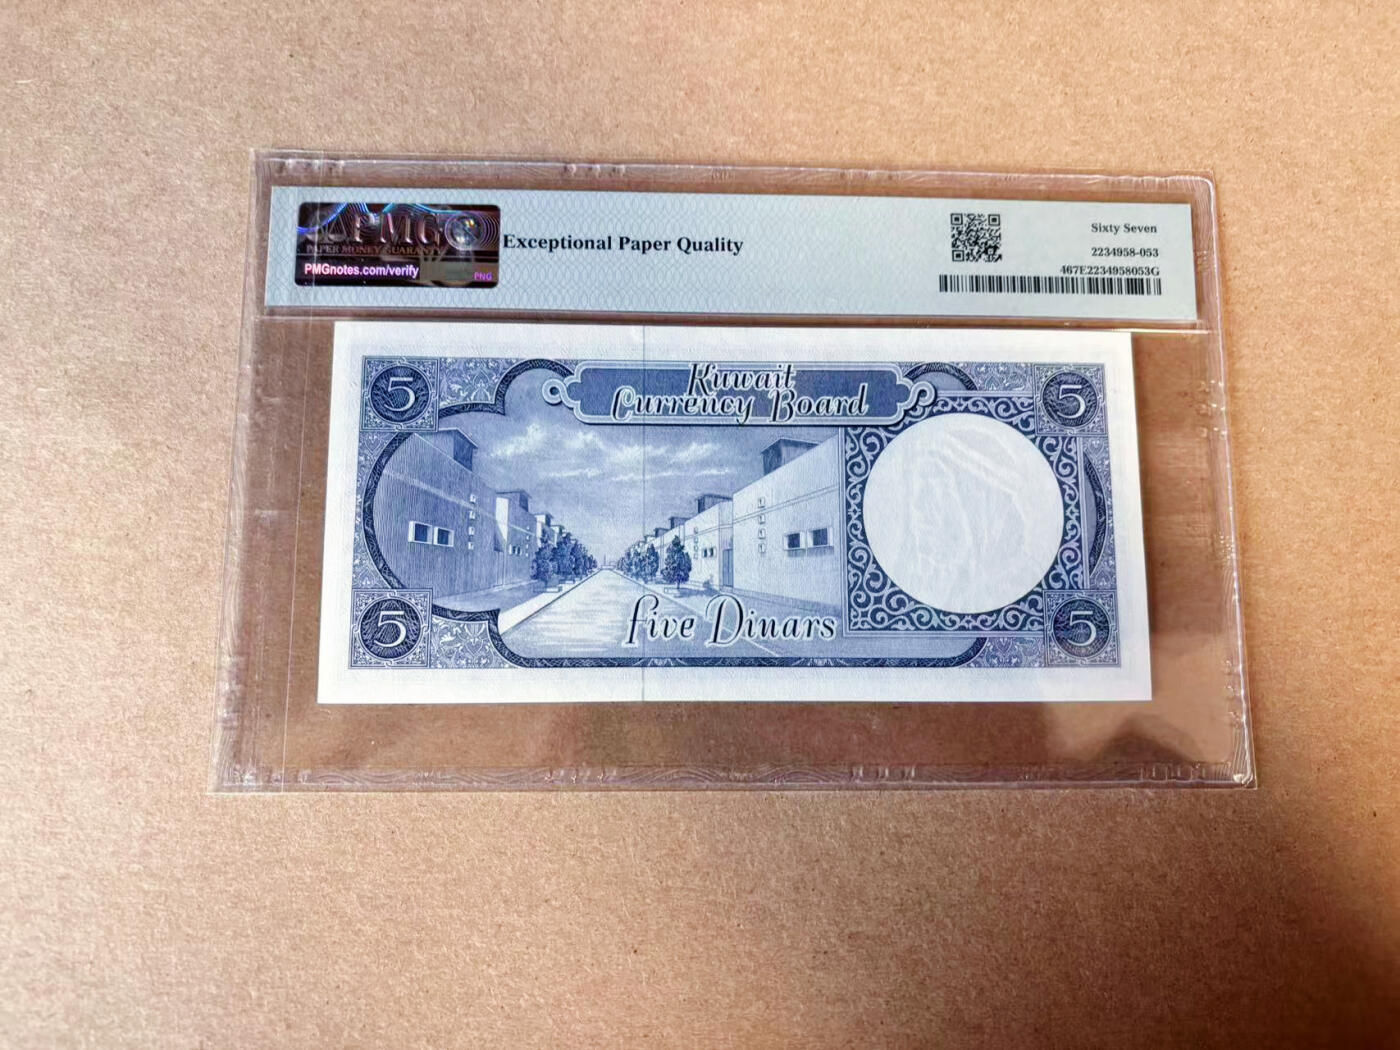 PMG
PAPER MONEY GUARANTY
PMGnotes.com/verify
PNG
Exceptional Paper Quality
Sixty Seven
2234958-053
467E2234958053G
5
5
Kuwait
Currency Board
Five Dinars
5
5